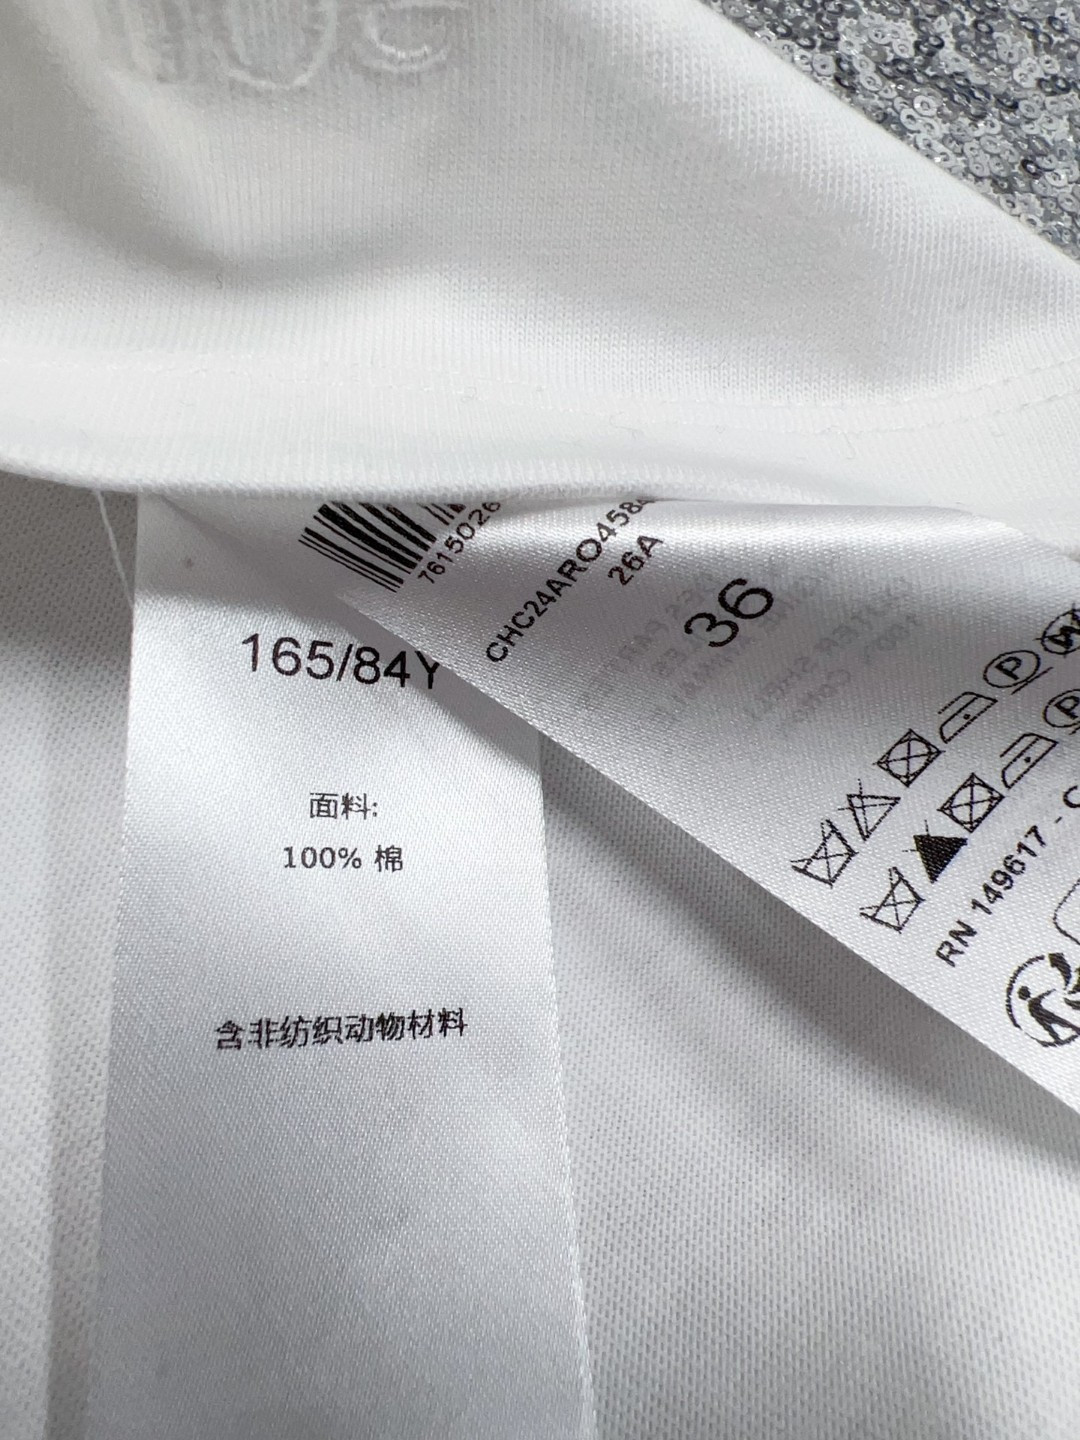 7615026
CHC24ARO4584
26A
36
165/84Y
面料:
100% 棉
含非纺织动物材料
P
P
RN 149617 - C